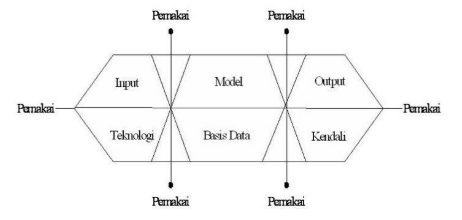 Pemakai Pemakai
Input Model Output
Pemakai Pemakai
Teknologi Basis Data Kendali
Pemakai Pemakai